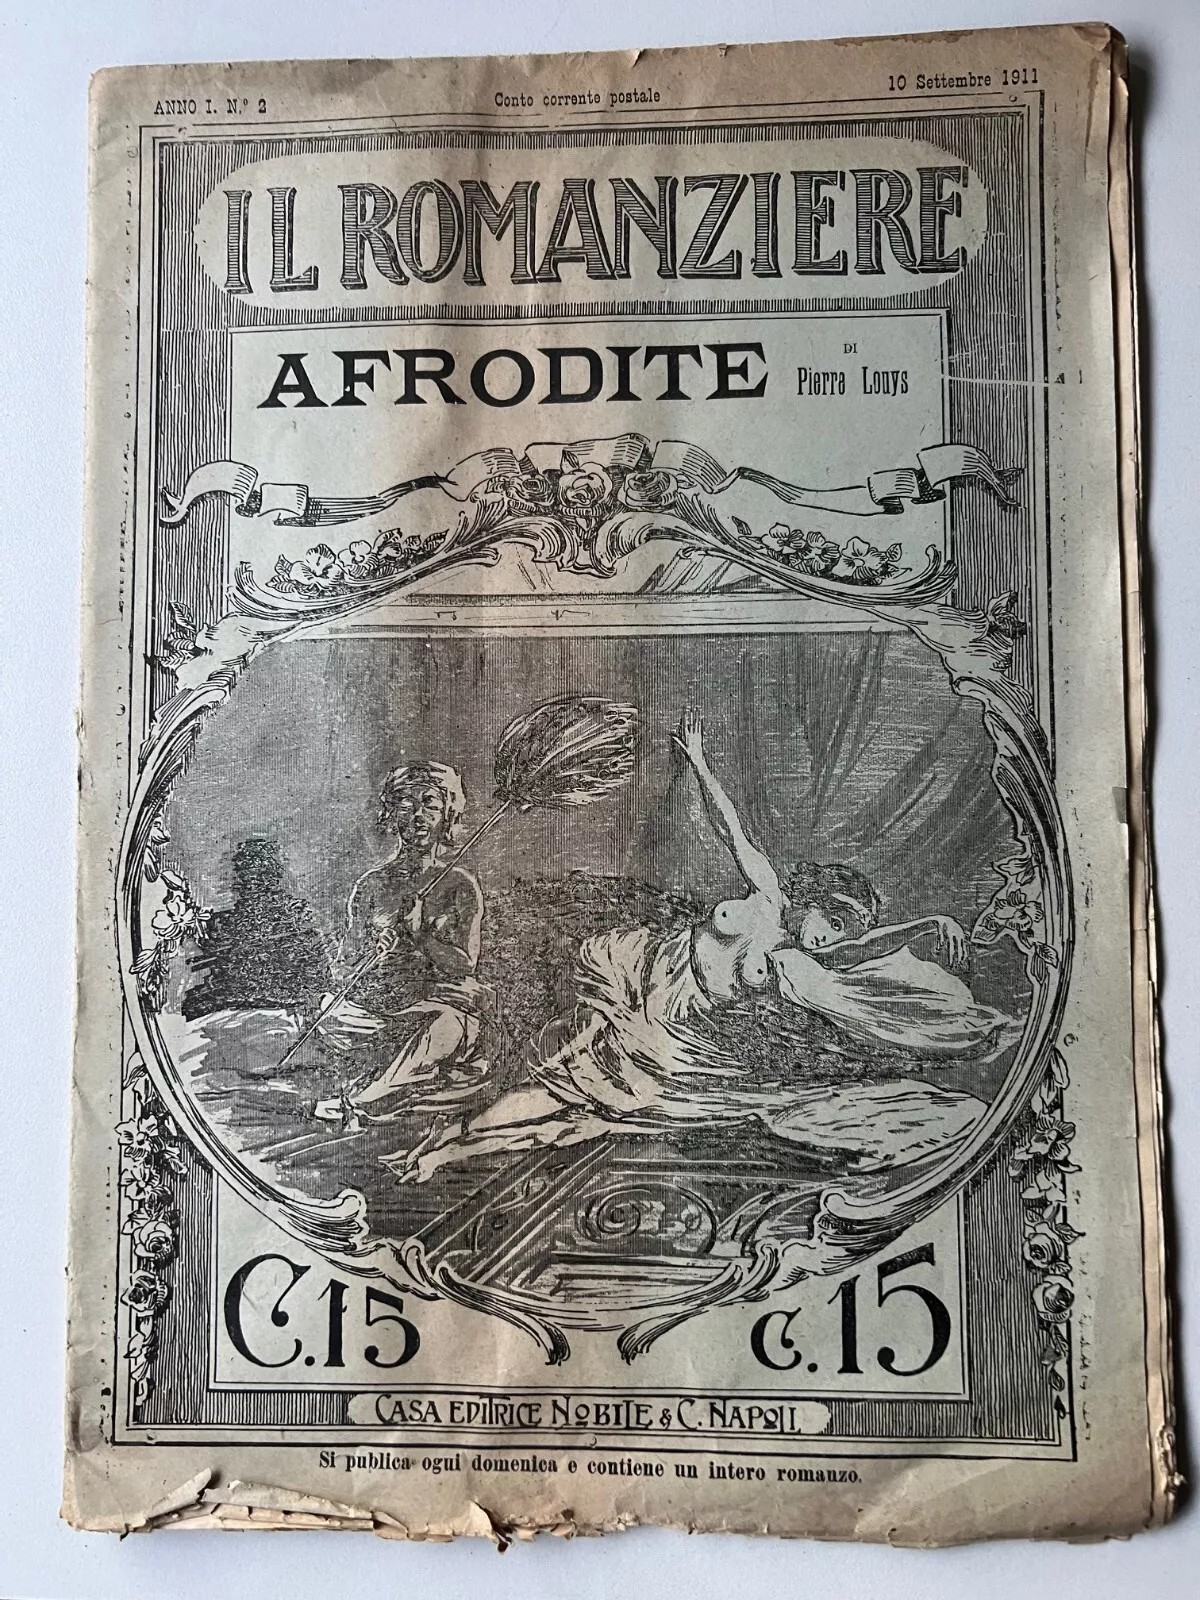 ANNO I. N.º 2
Conto corrente postale
10 Settembre 1911
IL ROMANZIERE
AFRODITE
DI
Pierre Louys
C.15
C.15
CASA EDITRICE NOBILE & C. NAPOLI
Si publica ogni domenica e contiene un intero romanzo.